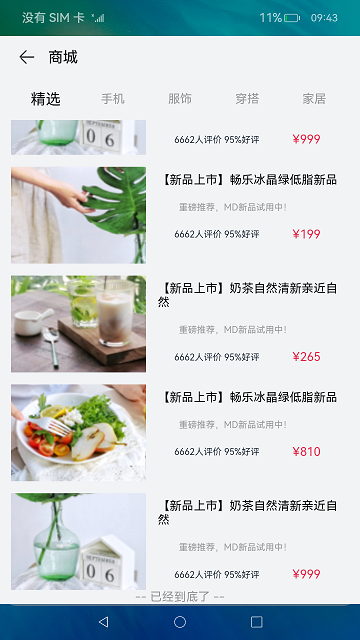 没有 SIM 卡
11%
09:43
商城
精选 手机 服饰 穿搭 家居
SEPTEMBER
06
6662人评价 95%好评 ¥999
【新品上市】畅乐冰晶绿低脂新品
重磅推荐，MD新品试用中!
6662人评价 95%好评 ¥199
【新品上市】奶茶自然清新亲近自
然
重磅推荐，MD新品试用中!
6662人评价 95%好评 ¥265
【新品上市】畅乐冰晶绿低脂新品
重磅推荐，MD新品试用中!
6662人评价 95%好评 ¥810
【新品上市】奶茶自然清新亲近自
然
重磅推荐，MD新品试用中!
SEPTEMBER
06
6662人评价 95%好评 ¥999
-- 已经到底了 --